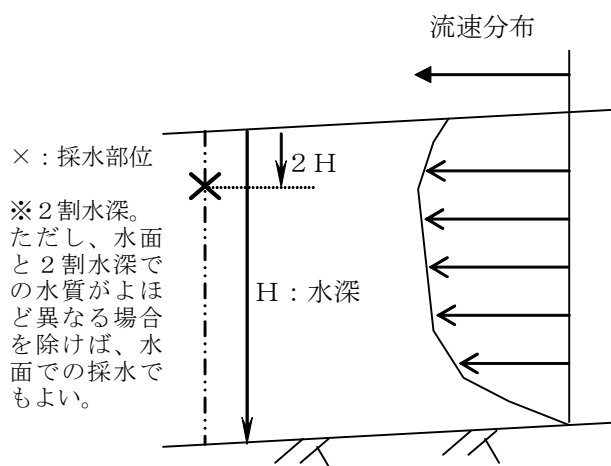 流速分布
×：採水部位
2H
※２割水深。
ただし、水面
と２割水深で
の水質がよほ
ど異なる場合
を除けば、水
面での採水で
もよい。
H：水深